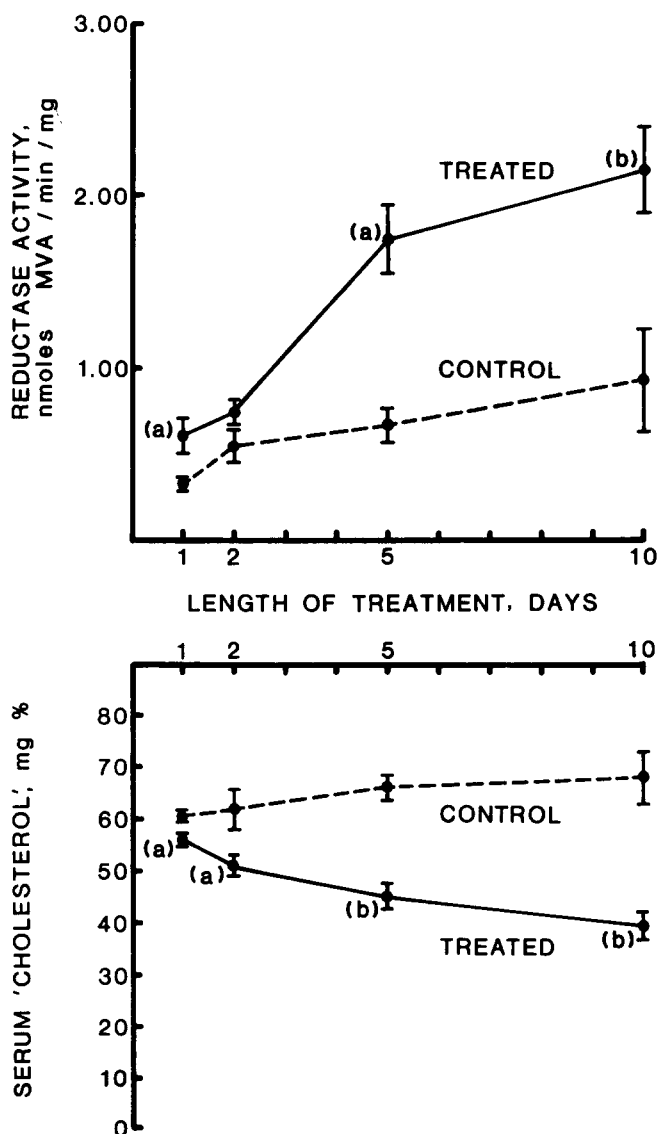 REDUCTASE ACTIVITY,
nmoles MVA / min / mg
3.00
2.00
1.00
(a)
(a)
(b)
TREATED
CONTROL
1 2 5 10
LENGTH OF TREATMENT, DAYS
1 2 5 10
SERUM 'CHOLESTEROL', mg %
80
70
60
50
40
30
20
10
0
CONTROL
(a)
(a)
(b)
(b)
TREATED